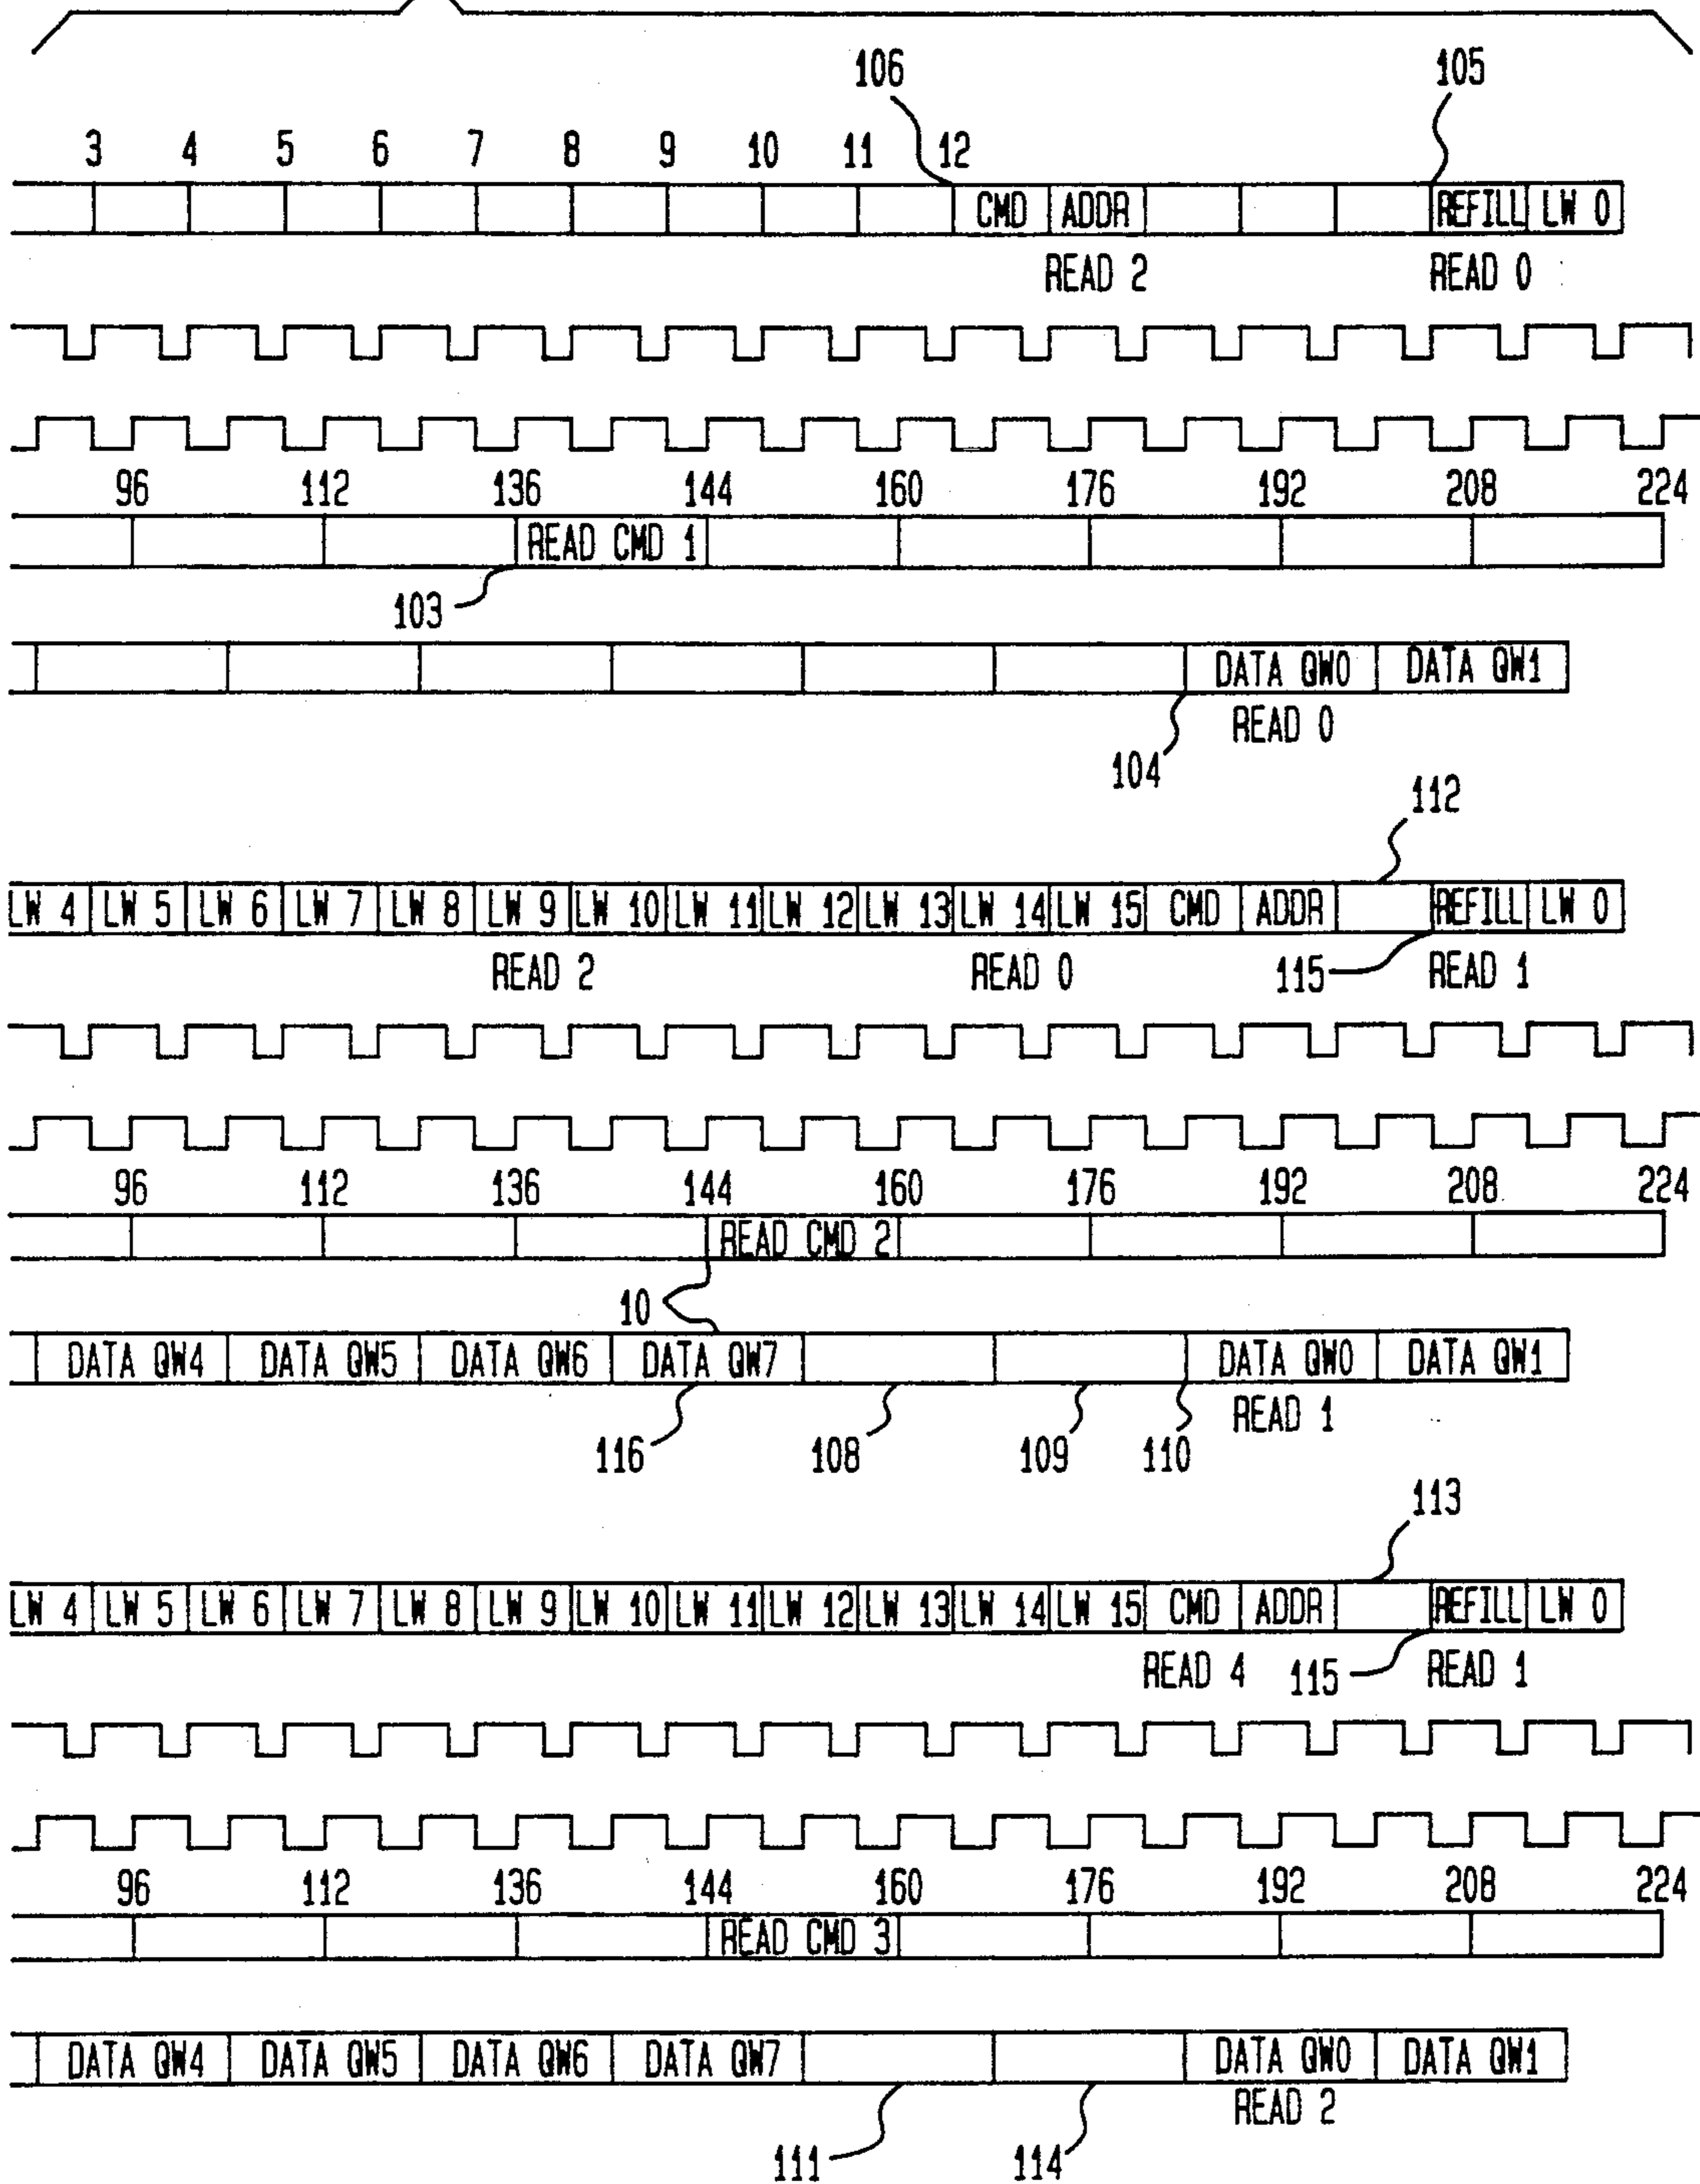 106 105
3 4 5 6 7 8 9 10 11 12
CMD ADDR REFILL LW 0
READ 2 READ 0
96 112 136 144 160 176 192 208 224
READ CMD 1
103
DATA QW0 DATA QW1
READ 0
104
112
LW 4 LW 5 LW 6 LW 7 LW 8 LW 9 LW 10 LW 11 LW 12 LW 13 LW 14 LW 15 CMD ADDR REFILL LW 0
READ 2 READ 0 115 READ 1
96 112 136 144 160 176 192 208 224
READ CMD 2
10
DATA QW4 DATA QW5 DATA QW6 DATA QW7 DATA QW0 DATA QW1
READ 1
116 108 109 110
113
LW 4 LW 5 LW 6 LW 7 LW 8 LW 9 LW 10 LW 11 LW 12 LW 13 LW 14 LW 15 CMD ADDR REFILL LW 0
READ 4 115 READ 1
96 112 136 144 160 176 192 208 224
READ CMD 3
DATA QW4 DATA QW5 DATA QW6 DATA QW7 DATA QW0 DATA QW1
READ 2
111 114